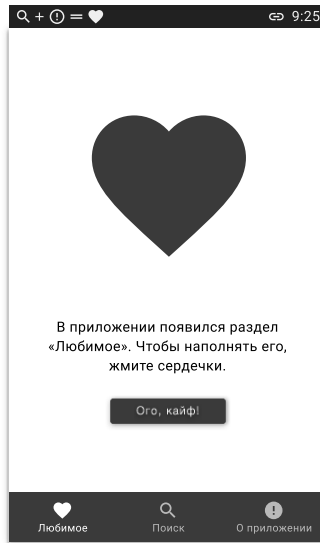 9:25
В приложении появился раздел
«Любимое». Чтобы наполнять его,
жмите сердечки.
Ого, кайф!
Любимое
Поиск
О приложении